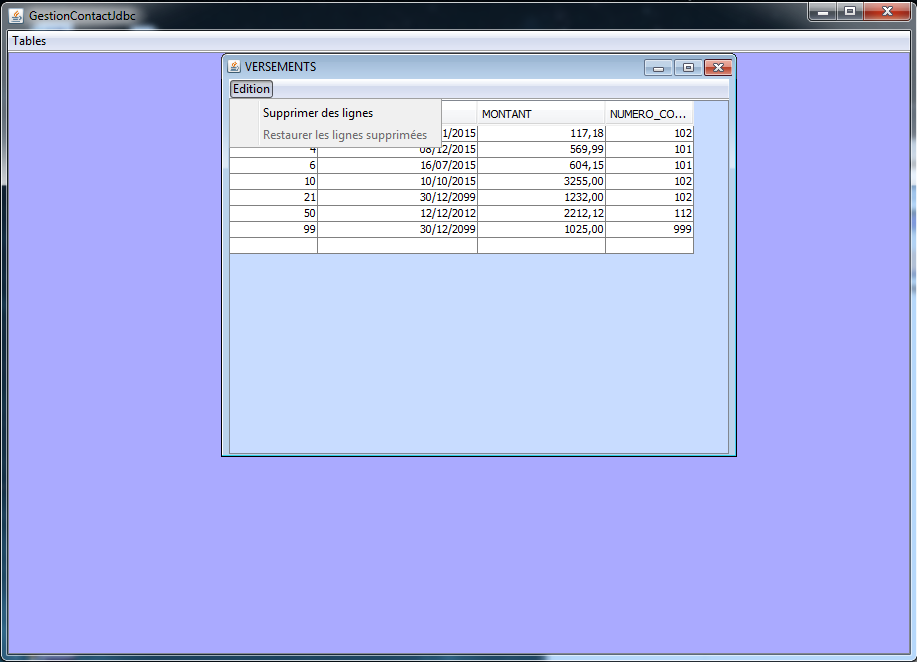 GestionContactJdbc
Tables
VERSEMENTS
Edition
Supprimer des lignes
Restaurer les lignes supprimées
MONTANT NUMERO_CO...
1/2015 117,18 102
4 08/12/2015 569,99 101
6 16/07/2015 604,15 101
10 10/10/2015 3255,00 102
21 30/12/2099 1232,00 102
50 12/12/2012 2212,12 112
99 30/12/2099 1025,00 999